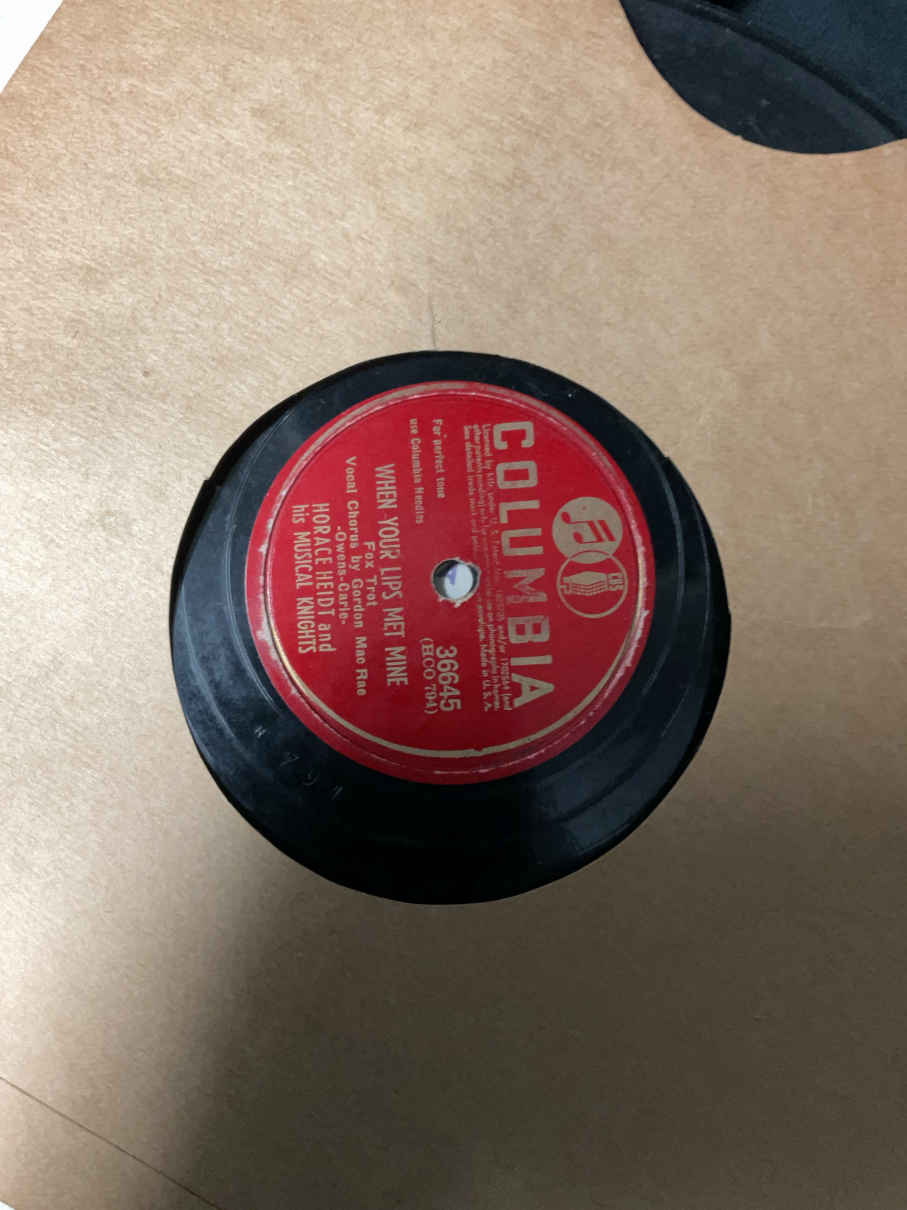 CBS
COLUMBIA
For perfect tone
use Columbia Needles
36645
(HCO 794)
WHEN YOUR LIPS MET MINE
Fox Trot
Vocal Chorus by Gordon Mac Rae
-Owens-Carle-
HORACE HEIDT and
his MUSICAL KNIGHTS